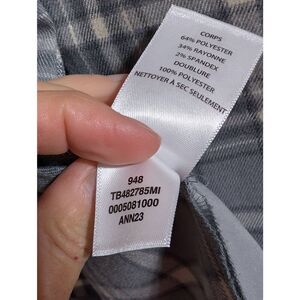 CORPS
64% POLYESTER
34% RAYONNE
2% SPANDEX
DOUBLURE
100% POLYESTER
NETTOYER À SEC SEULEMENT
948
TB482785MI
0005081000
ANN23